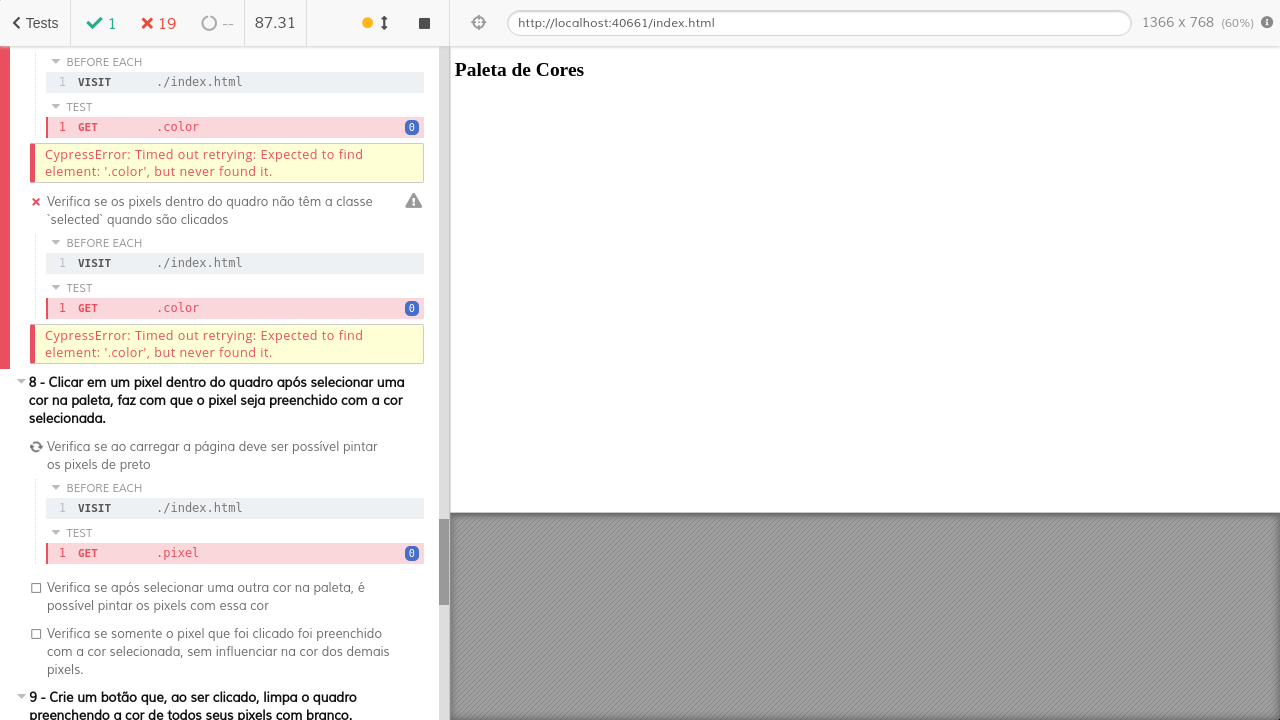 Tests
1
19
--
87.31
http://localhost:40661/index.html
1366 x 768 (60%)
BEFORE EACH
1 VISIT ./index.html
TEST
1 GET .color 0
CypressError: Timed out retrying: Expected to find
element: '.color', but never found it.
Verifica se os pixels dentro do quadro não têm a classe
`selected` quando são clicados
BEFORE EACH
1 VISIT ./index.html
TEST
1 GET .color 0
CypressError: Timed out retrying: Expected to find
element: '.color', but never found it.
8 - Clicar em um pixel dentro do quadro após selecionar uma
cor na paleta, faz com que o pixel seja preenchido com a cor
selecionada.
Verifica se ao carregar a página deve ser possível pintar
os pixels de preto
BEFORE EACH
1 VISIT ./index.html
TEST
1 GET .pixel 0
Verifica se após selecionar uma outra cor na paleta, é
possível pintar os pixels com essa cor
Verifica se somente o pixel que foi clicado foi preenchido
com a cor selecionada, sem influenciar na cor dos demais
pixels.
9 - Crie um botão que, ao ser clicado, limpa o quadro
preenchendo a cor de todos seus pixels com branco.
Paleta de Cores